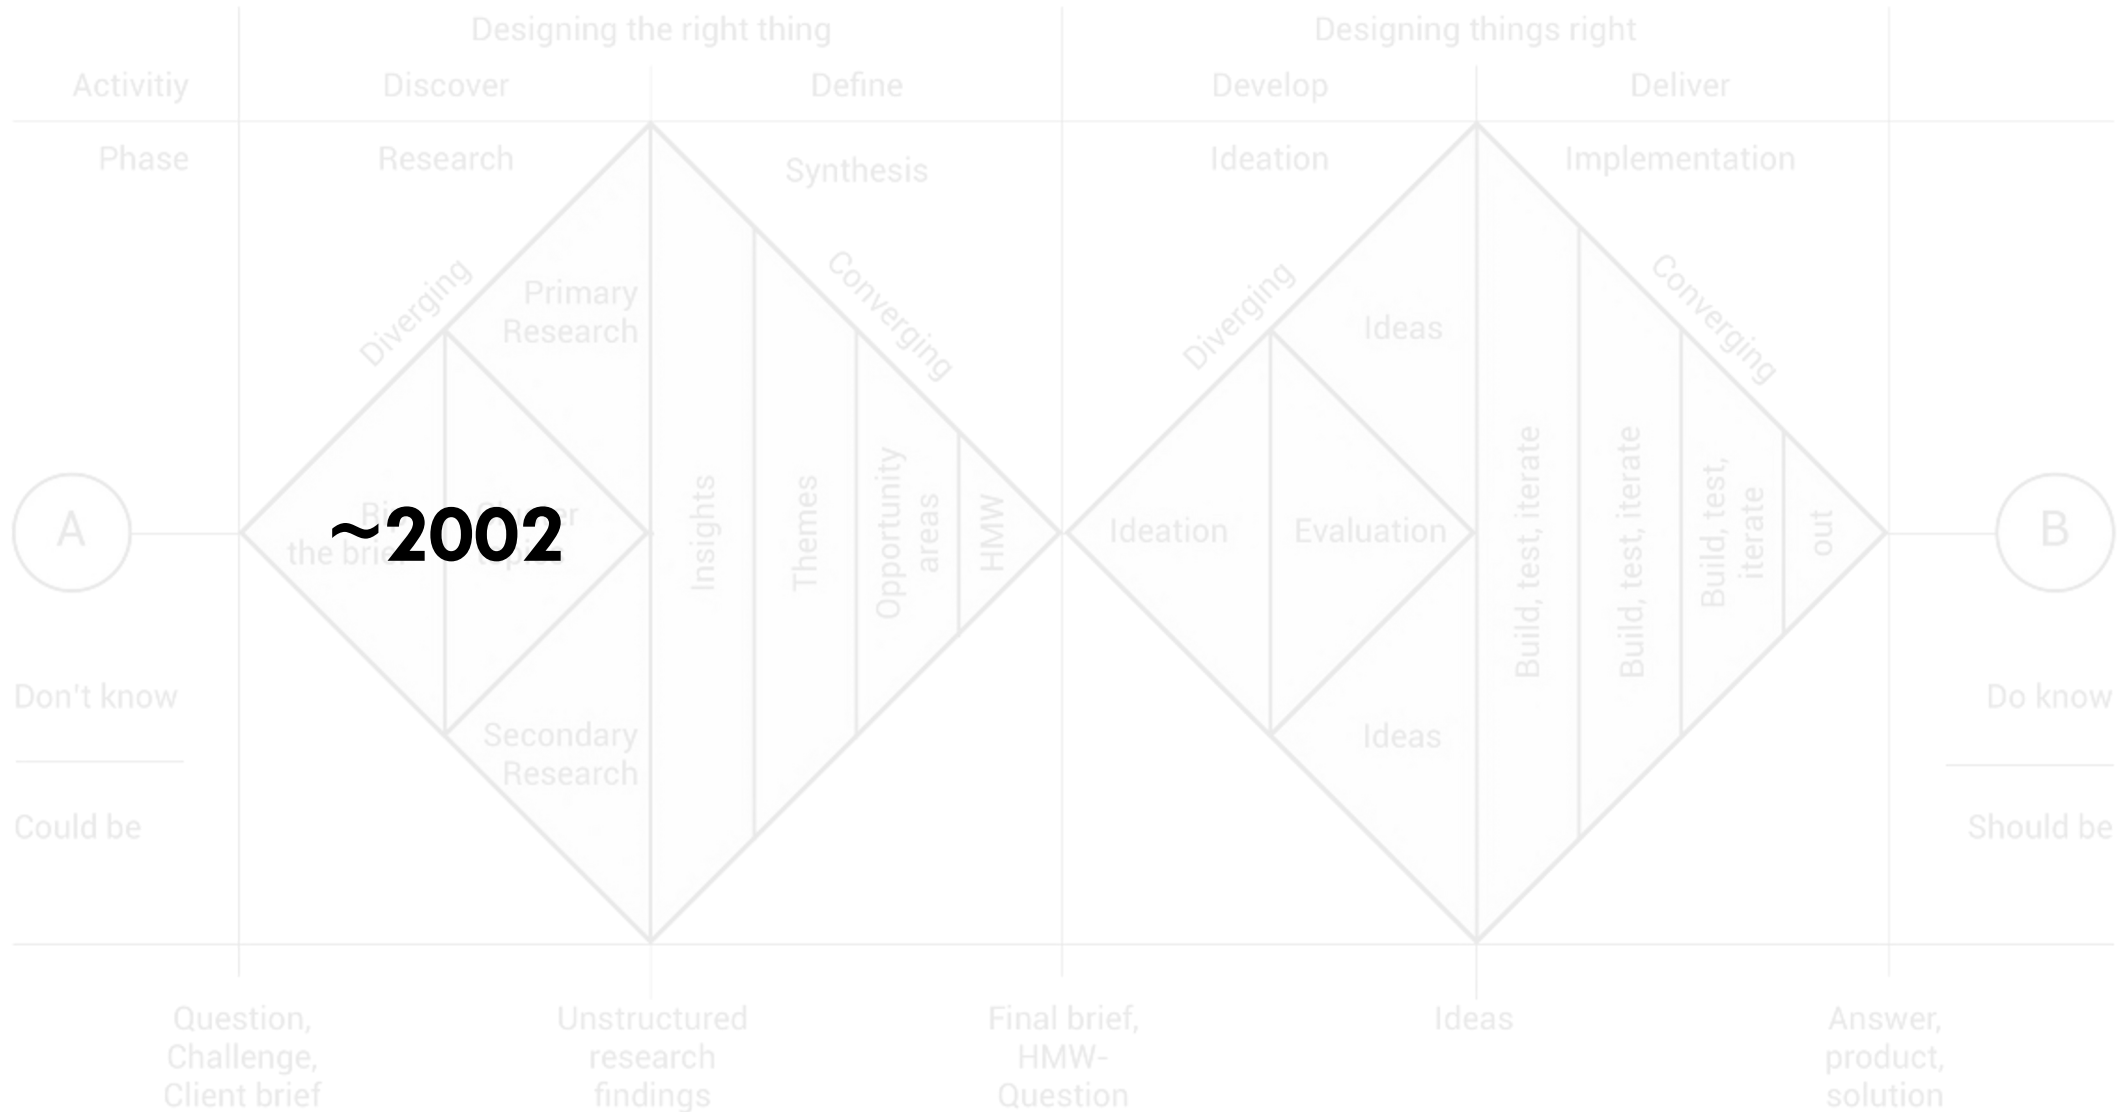 Designing the right thing
Designing things right
Activitiy
Discover
Define
Develop
Deliver
Phase
Research
Synthesis
Ideation
Implementation
Diverging
Converging
Diverging
Converging
Primary
Research
Ideas
A
the brief
~2002
Insights
Themes
Opportunity
areas
HMW
Ideation
Evaluation
Build, test, iterate
Build, test, iterate
Build, test,
iterate
out
B
Don't know
Could be
Secondary
Research
Ideas
Do know
Should be
Question,
Challenge,
Client brief
Unstructured
research
findings
Final brief,
HMW-
Question
Ideas
Answer,
product,
solution